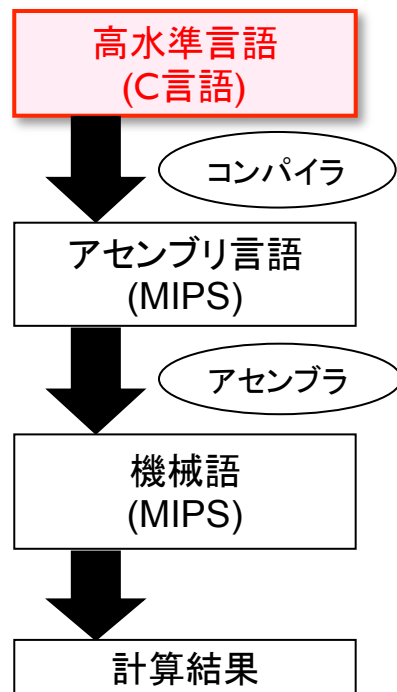 高水準言語
(C言語)
コンパイラ
アセンブリ言語
(MIPS)
アセンブラ
機械語
(MIPS)
計算結果